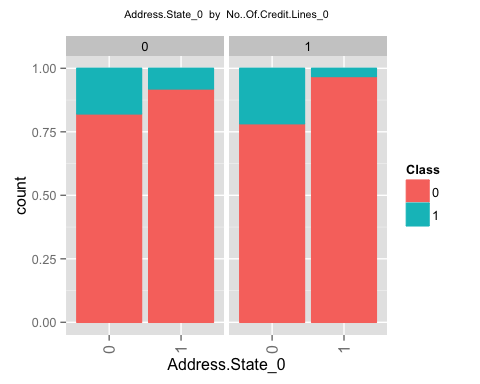 Address.State_0 by No..Of.Credit.Lines_0
0 1
1.00
0.75
0.50
0.25
0.00
count
0 1 0 1
Address.State_0
Class
0
1